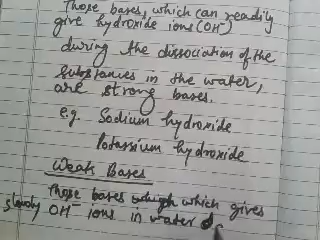 Those bases, which can readily
give hydroxide ions (OH⁻)
during the dissociation of the
substances in the water,
are strong bases.
e.g. Sodium hydroxide
Potassium hydroxide
Weak Bases
Those bases which gives
slowly OH⁻ ions in water